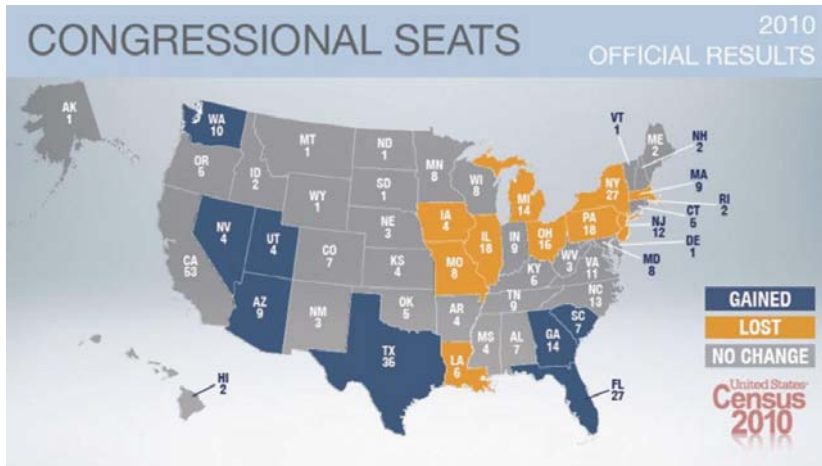 CONGRESSIONAL SEATS
2010
OFFICIAL RESULTS
AK
1
WA
10
OR
5
MT
1
ID
2
ND
1
SD
1
WY
1
NE
3
MN
8
WI
8
MI
14
VT
1
ME
2
NH
2
NY
27
MA
9
RI
2
CT
5
NJ
12
DE
1
MD
8
PA
18
NV
4
UT
4
CO
7
KS
4
IA
4
IL
18
IN
9
OH
16
WV
3
VA
11
KY
6
MO
8
CA
53
AZ
9
NM
3
OK
5
AR
4
TN
9
NC
13
SC
7
GA
14
AL
7
MS
4
LA
6
TX
36
FL
27
HI
2
GAINED
LOST
NO CHANGE
United States®
Census
2010